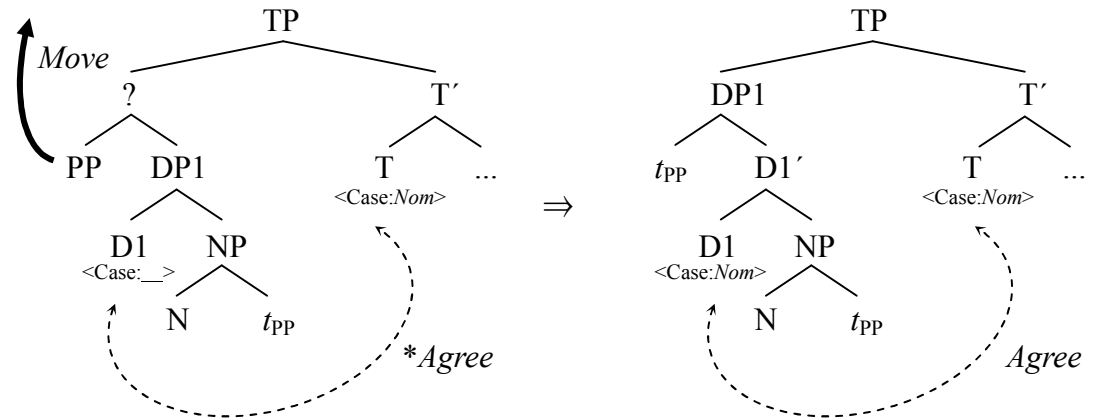 TP TP
Move
? T′ DP1 T′
PP DP1 T ... tPP D1′ T ...
<Case:Nom> ⇒ <Case:Nom>
D1 NP D1 NP
<Case:__> <Case:Nom>
N tPP N tPP
*Agree Agree